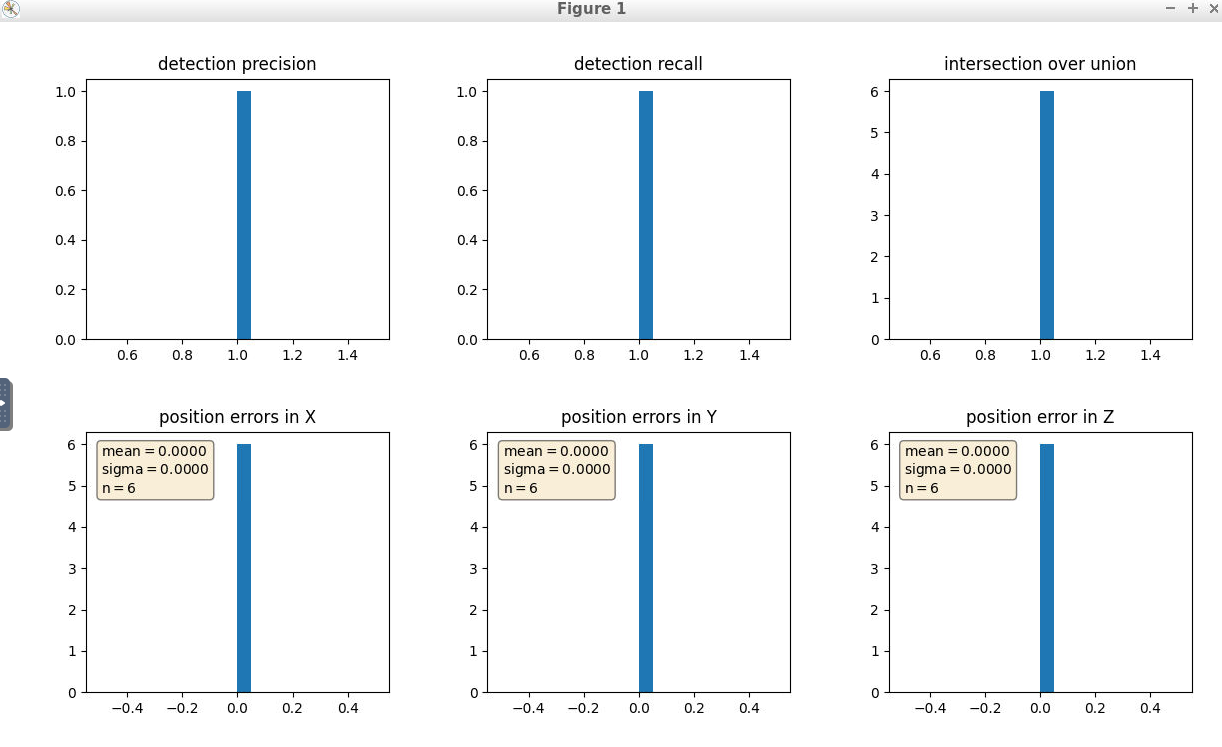 Figure 1
detection precision
1.0
0.8
0.6
0.4
0.2
0.0
0.6 0.8 1.0 1.2 1.4
detection recall
1.0
0.8
0.6
0.4
0.2
0.0
0.6 0.8 1.0 1.2 1.4
intersection over union
6
5
4
3
2
1
0
0.6 0.8 1.0 1.2 1.4
position errors in X
mean = 0.0000
sigma = 0.0000
n = 6
6
5
4
3
2
1
0
−0.4 −0.2 0.0 0.2 0.4
position errors in Y
mean = 0.0000
sigma = 0.0000
n = 6
6
5
4
3
2
1
0
−0.4 −0.2 0.0 0.2 0.4
position error in Z
mean = 0.0000
sigma = 0.0000
n = 6
6
5
4
3
2
1
0
−0.4 −0.2 0.0 0.2 0.4